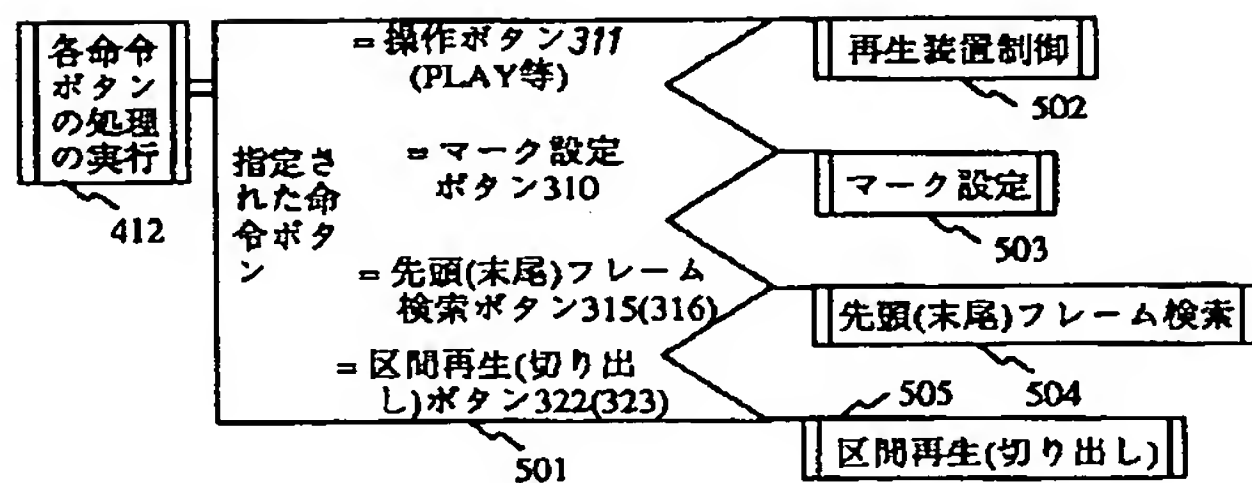 各命令
ボタン
の処理
の実行
412
指定さ
れた命
令ボタ
ン
=操作ボタン311
(PLAY等)
=マーク設定
ボタン310
=先頭(末尾)フレーム
検索ボタン315(316)
=区間再生(切り出
し)ボタン322(323)
501
再生装置制御
502
マーク設定
503
先頭(末尾)フレーム検索
504
505
区間再生(切り出し)